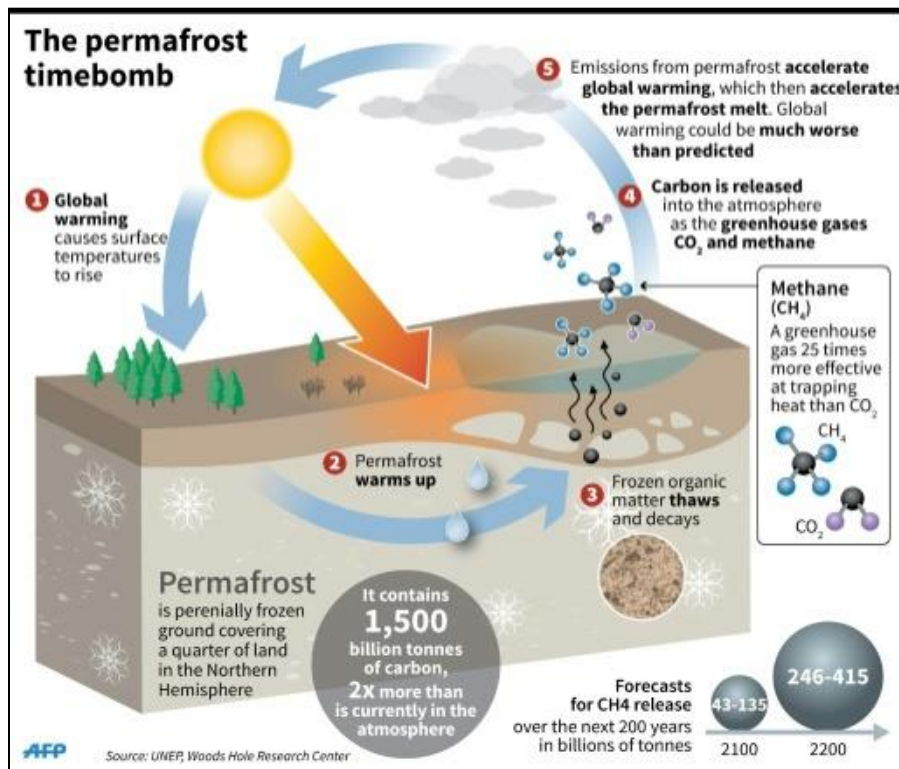 The permafrost
timebomb
1 Global
warming
causes surface
temperatures
to rise
2 Permafrost
warms up
3 Frozen organic
matter thaws
and decays
4 Carbon is released
into the atmosphere
as the greenhouse gases
CO₂ and methane
5 Emissions from permafrost accelerate
global warming, which then accelerates
the permafrost melt. Global
warming could be much worse
than predicted
Methane
(CH₄)
A greenhouse
gas 25 times
more effective
at trapping
heat than CO₂
CH₄
CO₂
Permafrost
is perenially frozen
ground covering
a quarter of land
in the Northern
Hemisphere
It contains
1,500
billion tonnes
of carbon,
2x more than
is currently in the
atmosphere
Forecasts
for CH4 release
over the next 200 years
in billions of tonnes
43-135
246-415
2100
2200
AFP
Source: UNEP, Woods Hole Research Center